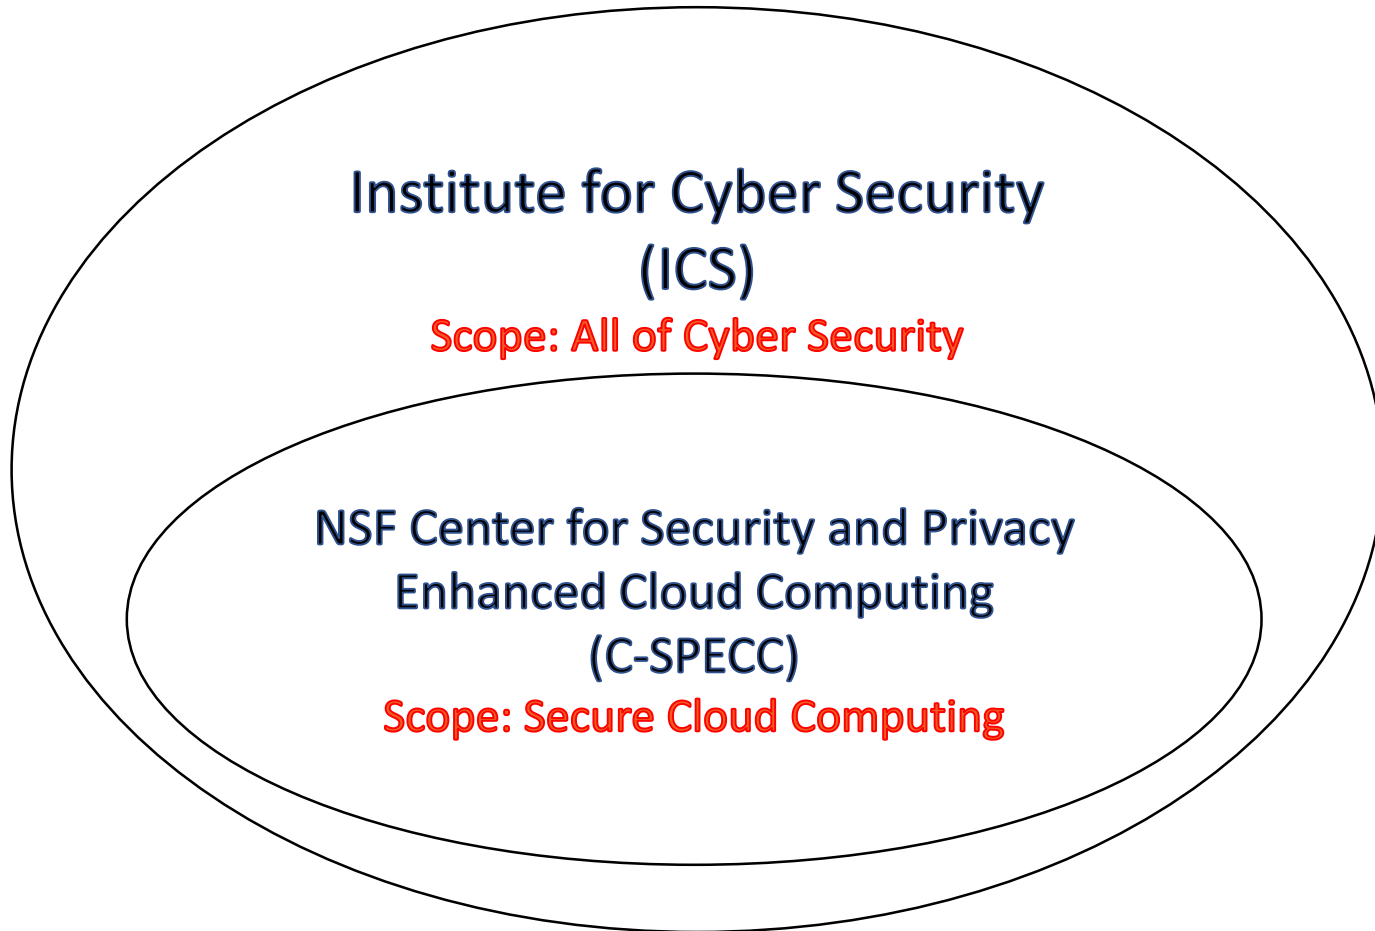 Institute for Cyber Security
(ICS)
Scope: All of Cyber Security
NSF Center for Security and Privacy
Enhanced Cloud Computing
(C-SPECC)
Scope: Secure Cloud Computing